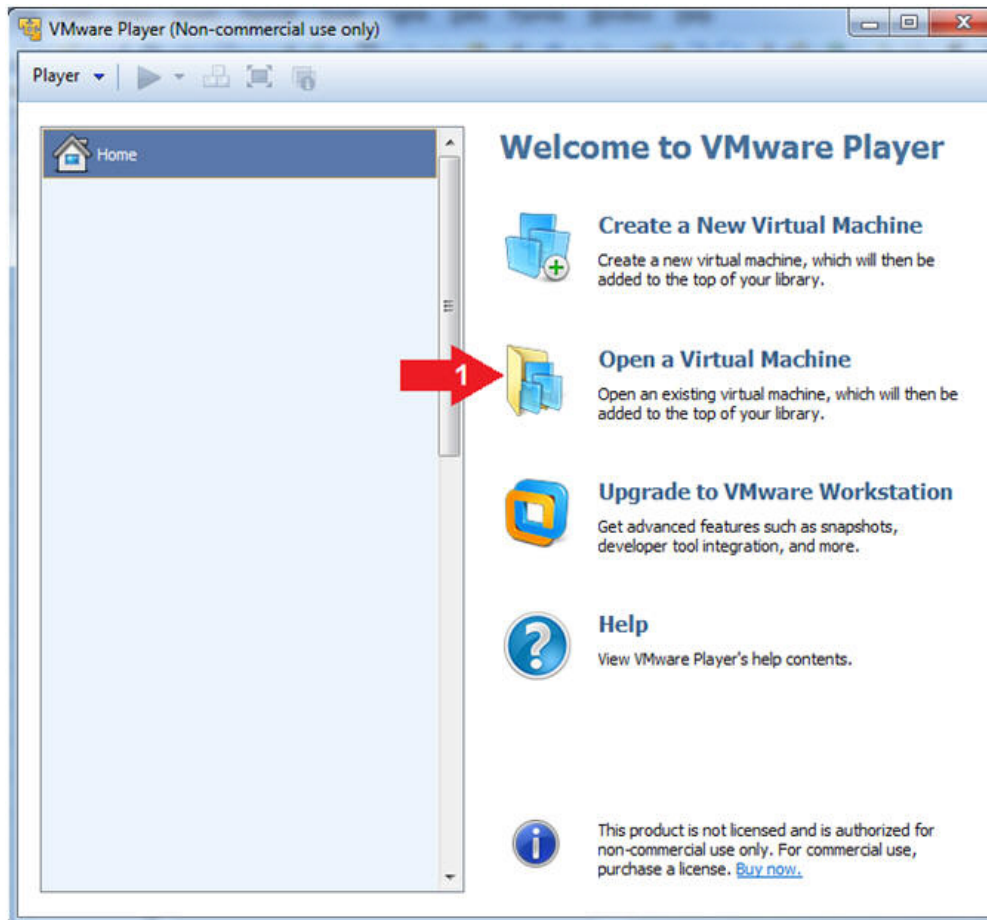 VMware Player (Non-commercial use only)
Player
Home
Welcome to VMware Player
Create a New Virtual Machine
Create a new virtual machine, which will then be
added to the top of your library.
1
Open a Virtual Machine
Open an existing virtual machine, which will then be
added to the top of your library.
Upgrade to VMware Workstation
Get advanced features such as snapshots,
developer tool integration, and more.
Help
View VMware Player's help contents.
This product is not licensed and is authorized for
non-commercial use only. For commercial use,
purchase a license. Buy now.